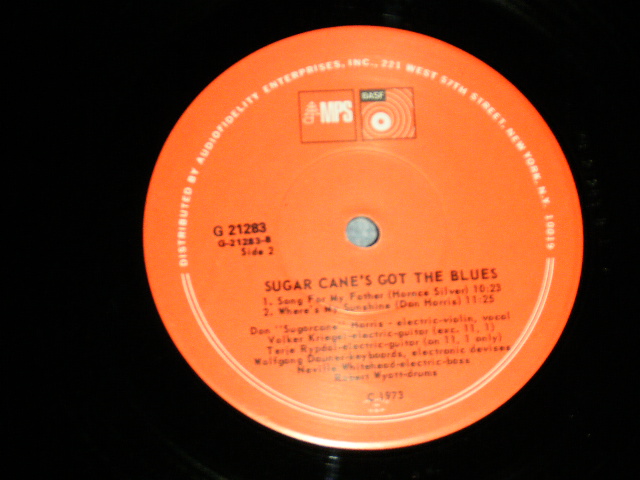 DISTRIBUTED BY AUDIOFIDELITY ENTERPRISES, INC., 221 WEST 57TH STREET, NEW YORK, N.Y. 10019
MPS
BASF
G 21283
G-21283-B
Side 2
SUGAR CANE'S GOT THE BLUES
1. Song For My Father (Hornze Silver) 10:23
2. Where's My Sunshine (Don Harris) 11:25
Don "Sugarcane" Harris - electric-violin, vocal
Volker Kriegel-electric-guitar (exc. 11, 1)
Terje Rypdal-electric-guitar (on 11, 1 only)
Wolfgang Dauner-keyboards, electronic devises
Neville Whitehead-electric-bass
Robert Wyatt-drums
C 1973